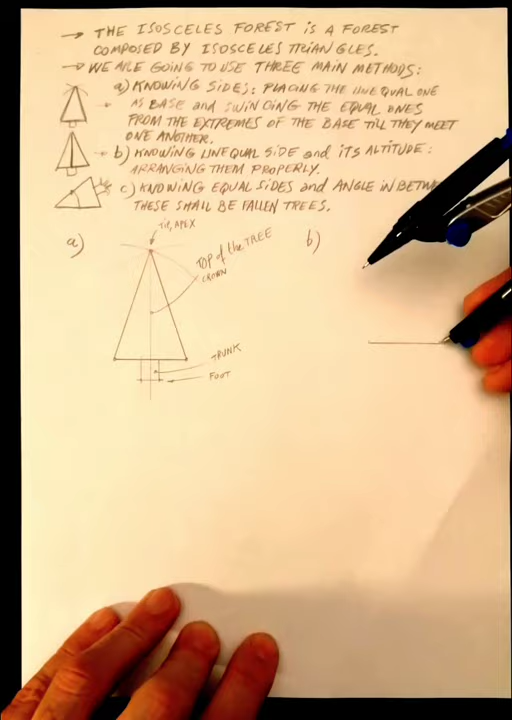 → THE ISOSCELES FOREST IS A FOREST
COMPOSED BY ISOSCELES TRIANGLES.
→ WE ARE GOING TO USE THREE MAIN METHODS:
a) KNOWING SIDES: PLACING THE UNEQUAL ONE
AS BASE and SWINGING THE EQUAL ONES
FROM THE EXTREMES OF THE BASE TILL THEY MEET
ONE ANOTHER.
b) KNOWING UNEQUAL SIDE and ITS ALTITUDE:
ARRANGING THEM PROPERLY.
c) KNOWING EQUAL SIDES and ANGLE IN
THESE SHALL BE FALLEN TREES.
a)
TIP, APEX
TOP of the TREE
CROWN
TRUNK
FOOT
b)